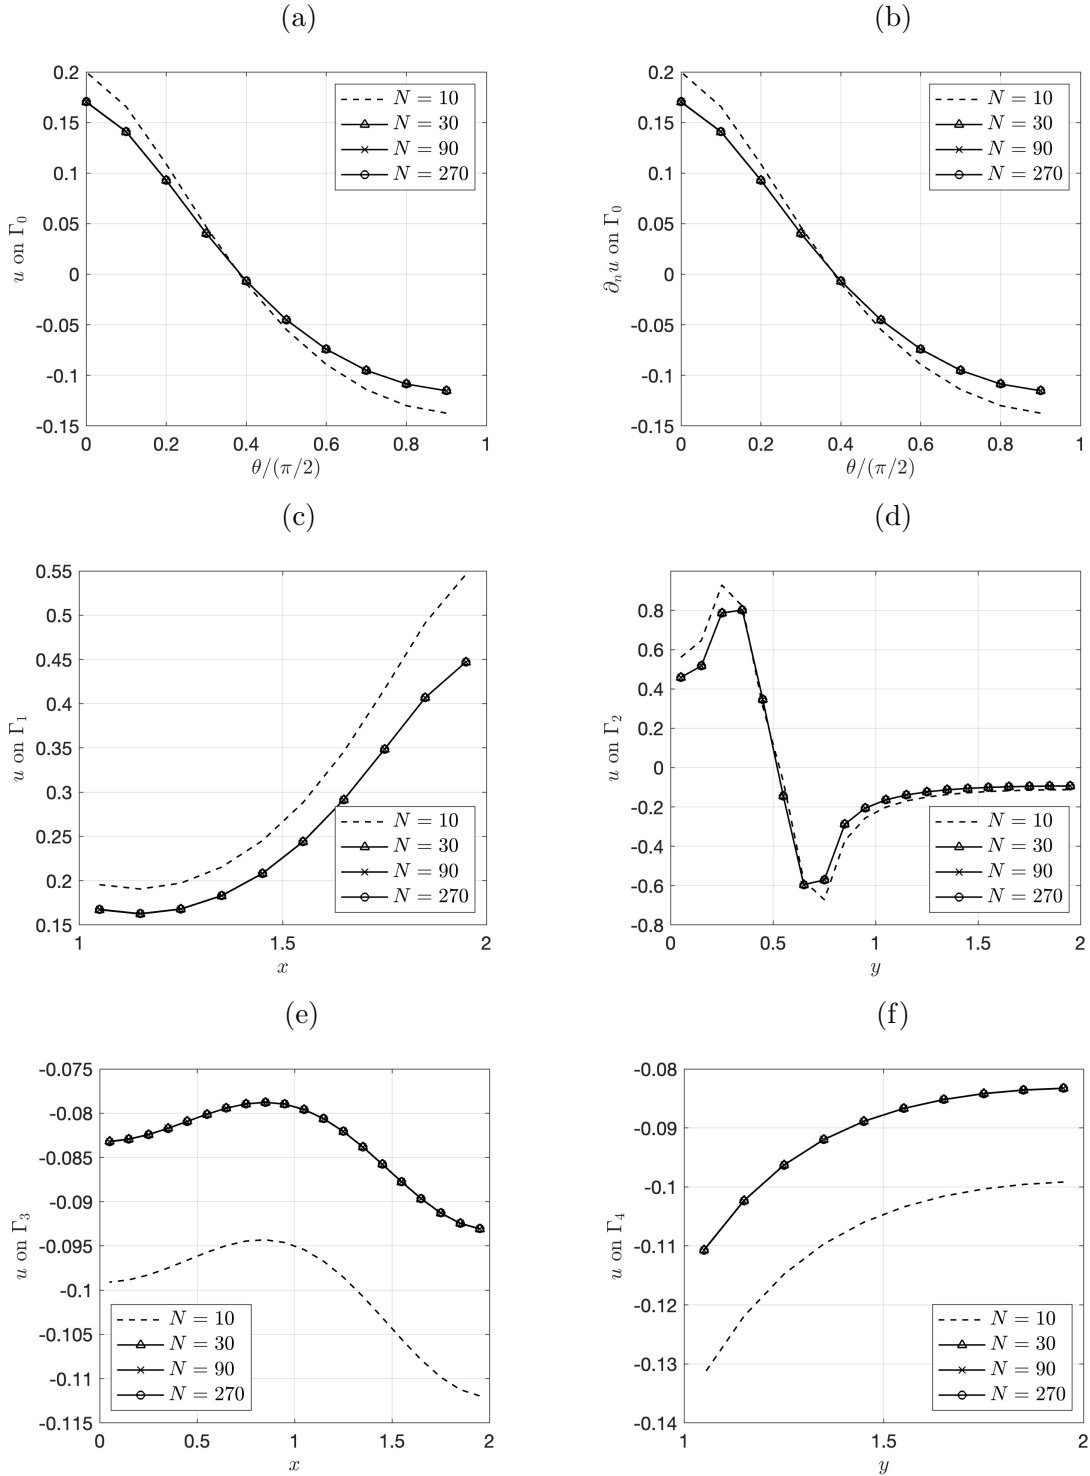 (a)
0.2
0.15
0.1
0.05
0
-0.05
-0.1
-0.15
0 0.2 0.4 0.6 0.8 1
θ/(π/2)
u on Γ₀
N = 10
N = 30
N = 90
N = 270
(b)
0.2
0.15
0.1
0.05
0
-0.05
-0.1
-0.15
0 0.2 0.4 0.6 0.8 1
θ/(π/2)
∂ₙu on Γ₀
N = 10
N = 30
N = 90
N = 270
(c)
0.55
0.5
0.45
0.4
0.35
0.3
0.25
0.2
0.15
1 1.5 2
x
u on Γ₁
N = 10
N = 30
N = 90
N = 270
(d)
0.8
0.6
0.4
0.2
0
-0.2
-0.4
-0.6
-0.8
0 0.5 1 1.5 2
y
u on Γ₂
N = 10
N = 30
N = 90
N = 270
(e)
-0.075
-0.08
-0.085
-0.09
-0.095
-0.1
-0.105
-0.11
-0.115
0 0.5 1 1.5 2
x
u on Γ₃
N = 10
N = 30
N = 90
N = 270
(f)
-0.08
-0.09
-0.1
-0.11
-0.12
-0.13
-0.14
1 1.5 2
y
u on Γ₄
N = 10
N = 30
N = 90
N = 270